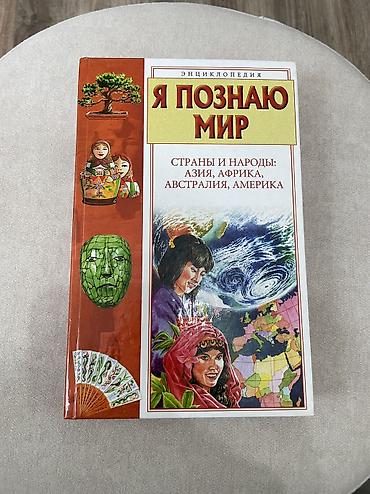 ЭНЦИКЛОПЕДИЯ
Я ПОЗНАЮ
МИР
СТРАНЫ И НАРОДЫ:
АЗИЯ, АФРИКА,
АВСТРАЛИЯ, АМЕРИКА